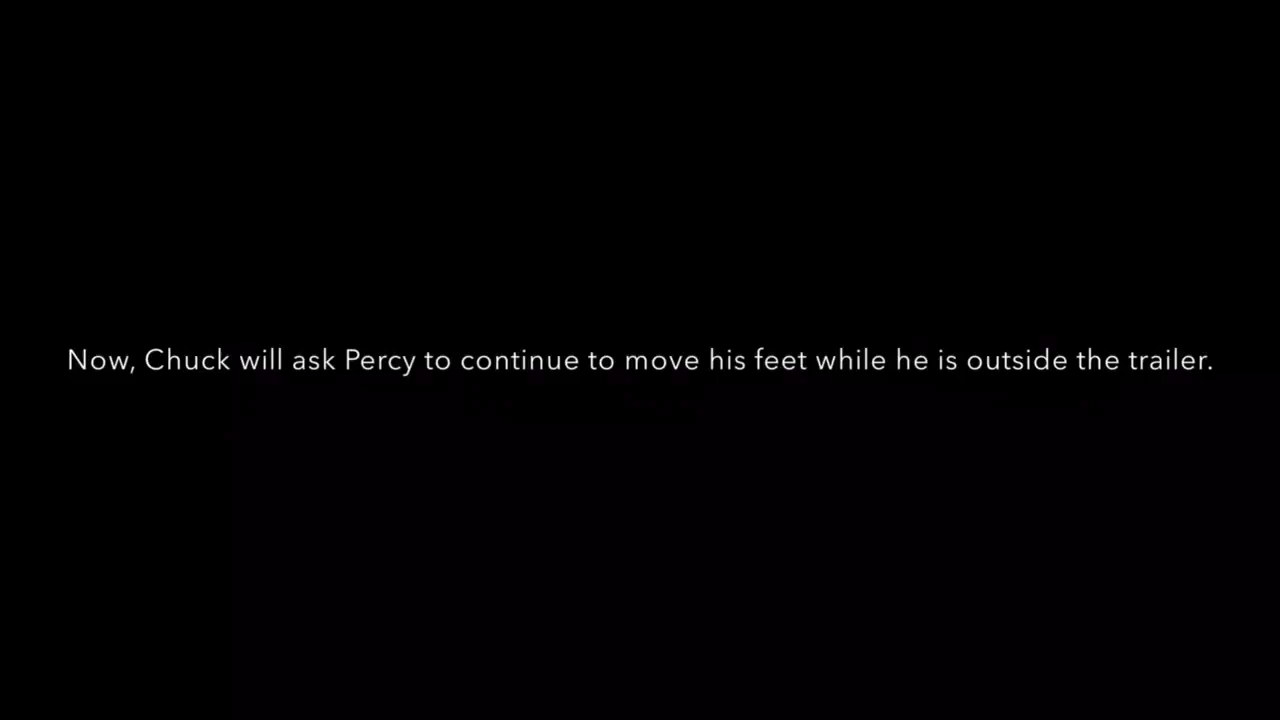 Now, Chuck will ask Percy to continue to move his feet while he is outside the trailer.